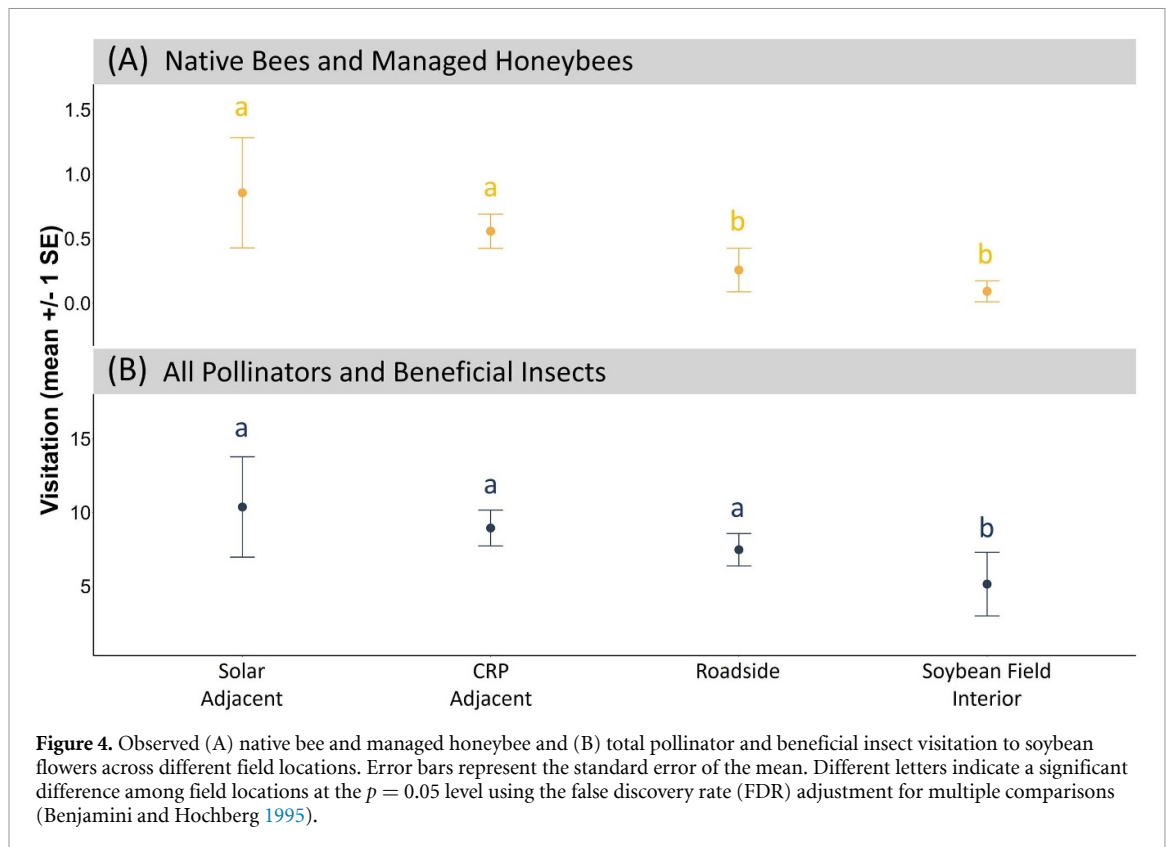 (A) Native Bees and Managed Honeybees
Visitation (mean +/- 1 SE)
1.5
1.0
0.5
0.0
a
a
b
b
(B) All Pollinators and Beneficial Insects
15
10
5
a
a
a
b
Solar
Adjacent
CRP
Adjacent
Roadside
Soybean Field
Interior
Figure 4. Observed (A) native bee and managed honeybee and (B) total pollinator and beneficial insect visitation to soybean
flowers across different field locations. Error bars represent the standard error of the mean. Different letters indicate a significant
difference among field locations at the p = 0.05 level using the false discovery rate (FDR) adjustment for multiple comparisons
(Benjamini and Hochberg 1995).